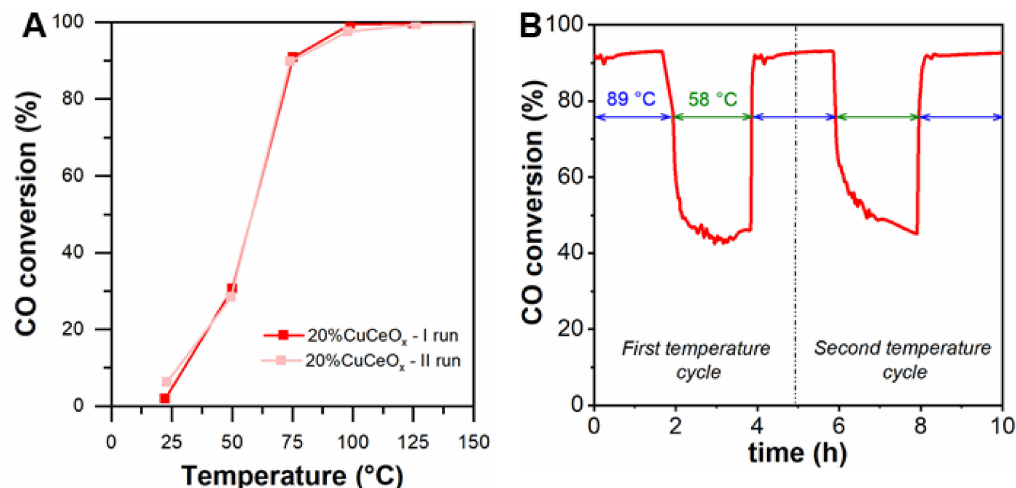 A
CO conversion (%)
100
80
60
40
20
0
0
25
50
75
100
125
150
Temperature (°C)
20%CuCeOₓ - I run
20%CuCeOₓ - II run
B
CO conversion (%)
100
80
60
40
20
0
89 °C
58 °C
First temperature
cycle
Second temperature
cycle
0
2
4
6
8
10
time (h)